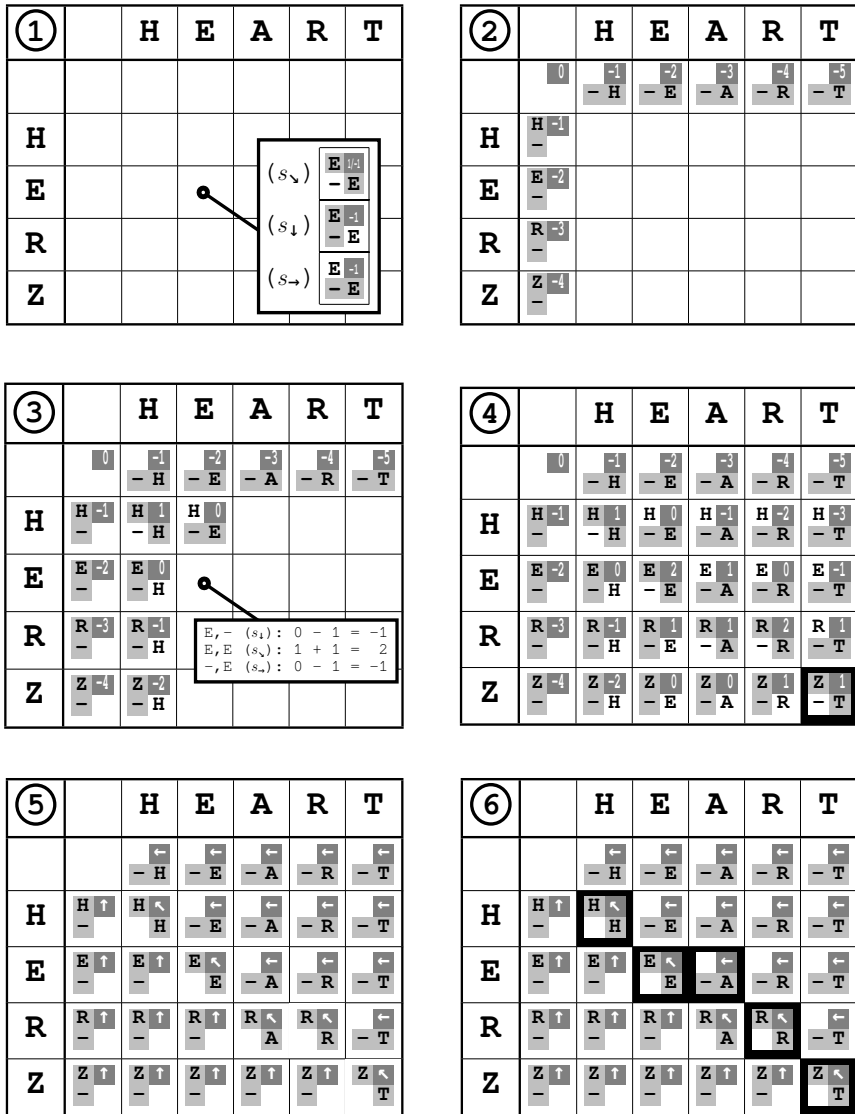 ① H E A R T
H
E
R
Z
(s↘) E 1/-1
– E
(s↓) E -1
– E
(s→) E -1
– E
② H E A R T
0 -1 -2 -3 -4 -5
– H – E – A – R – T
H H -1
–
E E -2
–
R R -3
–
Z Z -4
–
③ H E A R T
0 -1 -2 -3 -4 -5
– H – E – A – R – T
H H -1 H 1 H 0
– – H – E
E E -2 E 0
– – H
R R -3 R -1
– – H
Z Z -4 Z -2
– – H
E,- (s↓): 0 - 1 = -1
E,E (s↘): 1 + 1 = 2
-,E (s→): 0 - 1 = -1
④ H E A R T
0 -1 -2 -3 -4 -5
– H – E – A – R – T
H H -1 H 1 H 0 H -1 H -2 H -3
– – H – E – A – R – T
E E -2 E 0 E 2 E 1 E 0 E -1
– – H – E – A – R – T
R R -3 R -1 R 1 R 1 R 2 R 1
– – H – E – A – R – T
Z Z -4 Z -2 Z 0 Z 0 Z 1 Z 1
– – H – E – A – R – T
⑤ H E A R T
← ← ← ← ←
– H – E – A – R – T
H H ↑ H ↖ ← ← ← ←
– H – E – A – R – T
E E ↑ E ↑ E ↖ ← ← ←
– – E – A – R – T
R R ↑ R ↑ R ↑ R ↖ R ↖ ←
– – – A R – T
Z Z ↑ Z ↑ Z ↑ Z ↑ Z ↑ Z ↖
– – – – – T
⑥ H E A R T
← ← ← ← ←
– H – E – A – R – T
H H ↑ H ↖ ← ← ← ←
– H – E – A – R – T
E E ↑ E ↑ E ↖ ← ← ←
– – E – A – R – T
R R ↑ R ↑ R ↑ R ↖ R ↖ ←
– – – A R – T
Z Z ↑ Z ↑ Z ↑ Z ↑ Z ↑ Z ↖
– – – – – T